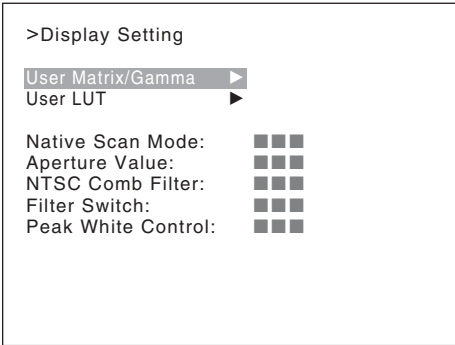 >Display Setting
User Matrix/Gamma ▶
User LUT ▶
Native Scan Mode: ■■■
Aperture Value: ■■■
NTSC Comb Filter: ■■■
Filter Switch: ■■■
Peak White Control: ■■■